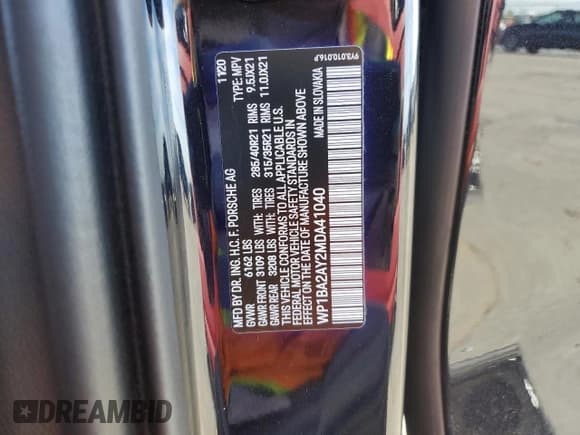 MFD BY DR. ING. H.C. F. PORSCHE AG 11/20
GVWR 6162 LBS TYPE: MPV
GAWR FRONT 3109 LBS WITH: TIRES 285/40R21 RIMS 9.5JX21
GAWR REAR 3208 LBS WITH: TIRES 315/35R21 RIMS 11.0JX21
THIS VEHICLE CONFORMS TO ALL APPLICABLE U.S.
FEDERAL MOTOR VEHICLE SAFETY STANDARDS IN
EFFECT ON THE DATE OF MANUFACTURE SHOWN ABOVE
WP1BA2AY2MDA41040 MADE IN SLOVAKIA
9Y3.010.016.P
DREAMBID